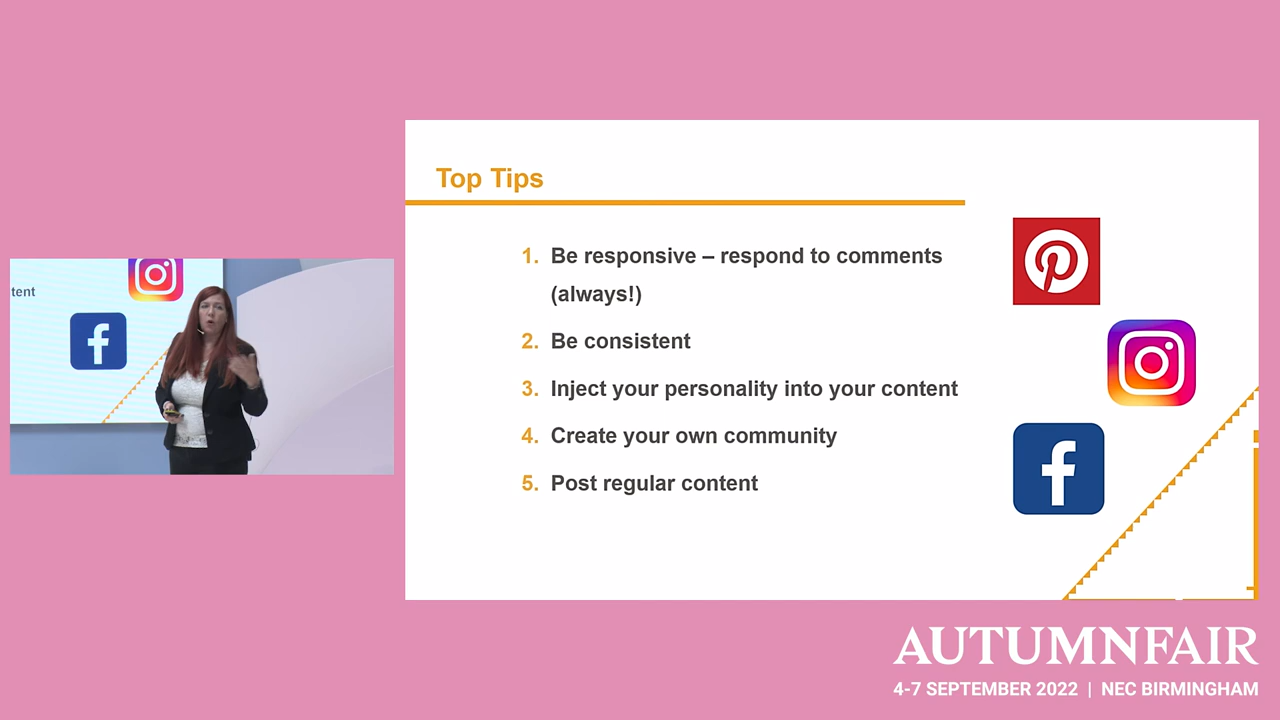 Top Tips
1. Be responsive – respond to comments
(always!)
2. Be consistent
3. Inject your personality into your content
4. Create your own community
5. Post regular content
tent
AUTUMNFAIR
4-7 SEPTEMBER 2022 | NEC BIRMINGHAM